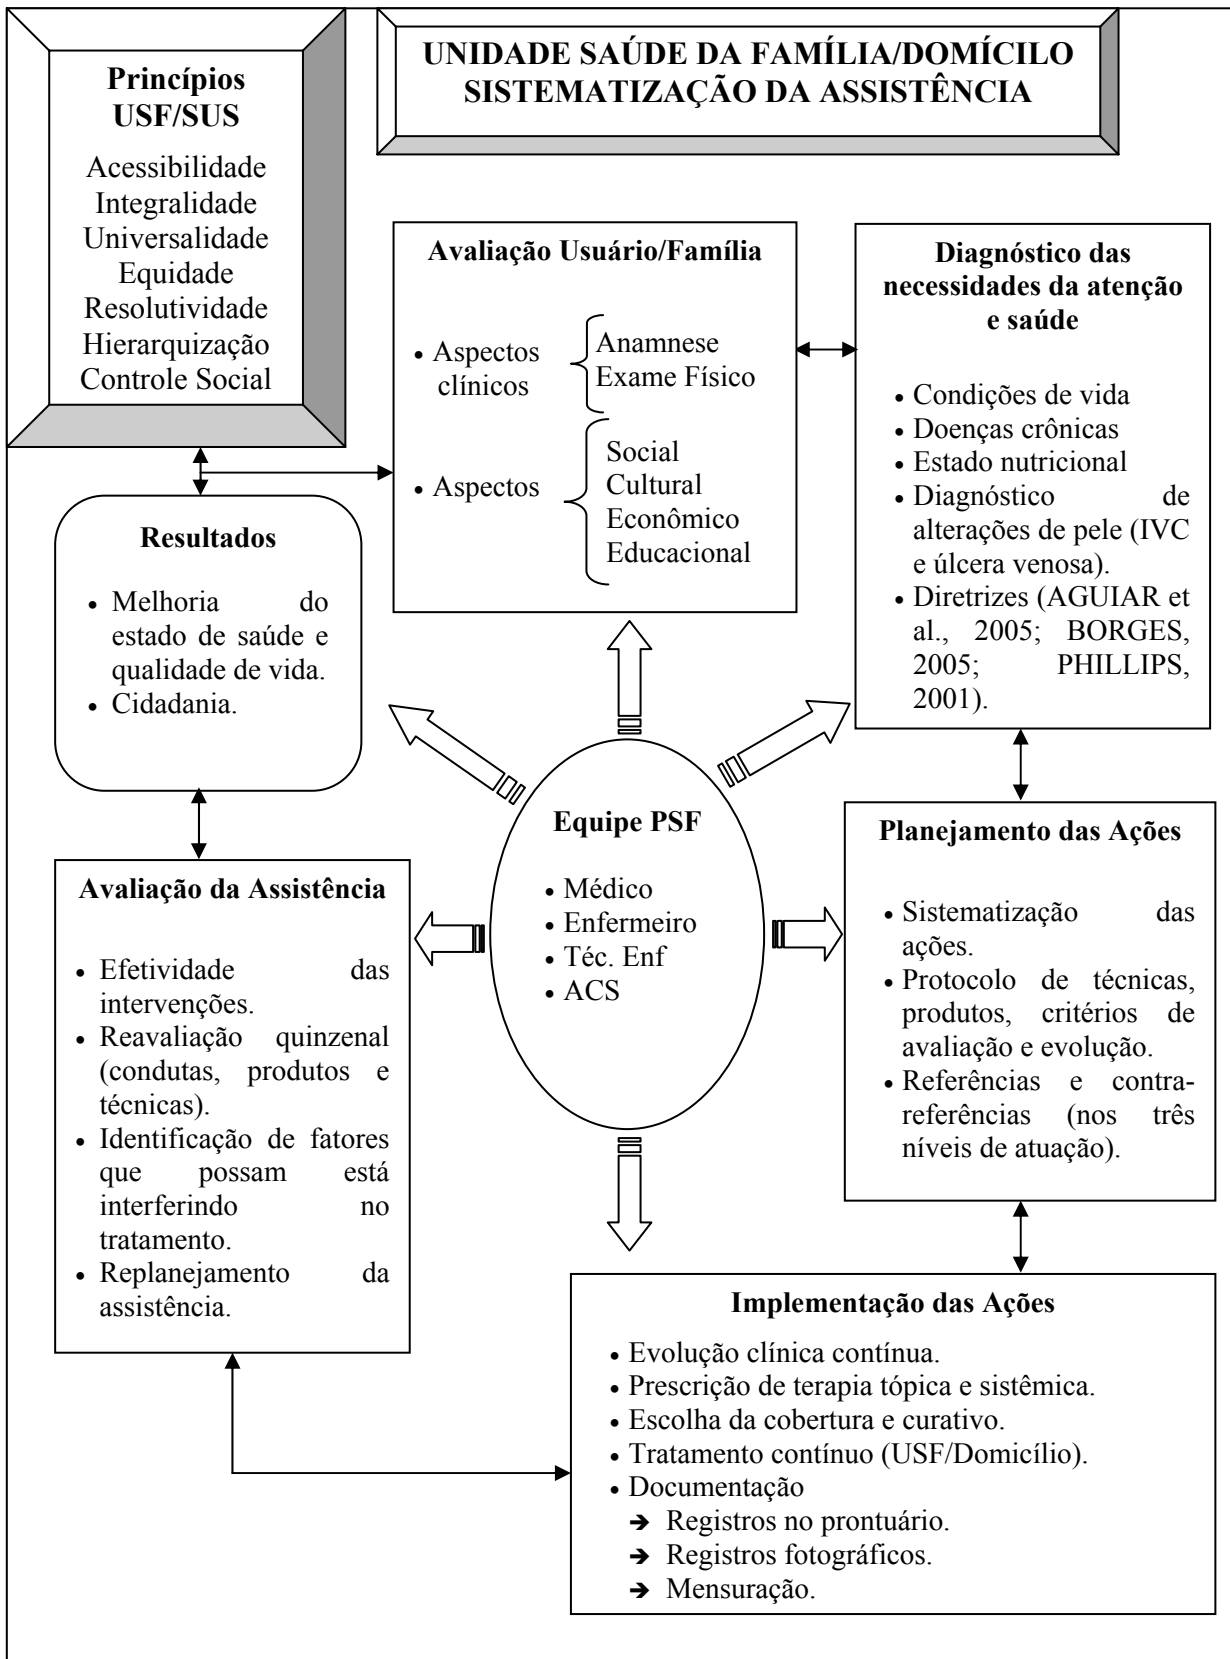 Princípios
USF/SUS
Acessibilidade
Integralidade
Universalidade
Equidade
Resolutividade
Hierarquização
Controle Social
UNIDADE SAÚDE DA FAMÍLIA/DOMÍCILO
SISTEMATIZAÇÃO DA ASSISTÊNCIA
Avaliação Usuário/Família
• Aspectos
clínicos
Anamnese
Exame Físico
• Aspectos
Social
Cultural
Econômico
Educacional
Diagnóstico das
necessidades da atenção
e saúde
• Condições de vida
• Doenças crônicas
• Estado nutricional
• Diagnóstico de
alterações de pele (IVC
e úlcera venosa).
• Diretrizes (AGUIAR et
al., 2005; BORGES,
2005; PHILLIPS,
2001).
Resultados
• Melhoria do
estado de saúde e
qualidade de vida.
• Cidadania.
Equipe PSF
• Médico
• Enfermeiro
• Téc. Enf
• ACS
Planejamento das Ações
• Sistematização das
ações.
• Protocolo de técnicas,
produtos, critérios de
avaliação e evolução.
• Referências e contra-
referências (nos três
níveis de atuação).
Avaliação da Assistência
• Efetividade das
intervenções.
• Reavaliação quinzenal
(condutas, produtos e
técnicas).
• Identificação de fatores
que possam está
interferindo no
tratamento.
• Replanejamento da
assistência.
Implementação das Ações
• Evolução clínica contínua.
• Prescrição de terapia tópica e sistêmica.
• Escolha da cobertura e curativo.
• Tratamento contínuo (USF/Domicílio).
• Documentação
➔ Registros no prontuário.
➔ Registros fotográficos.
➔ Mensuração.